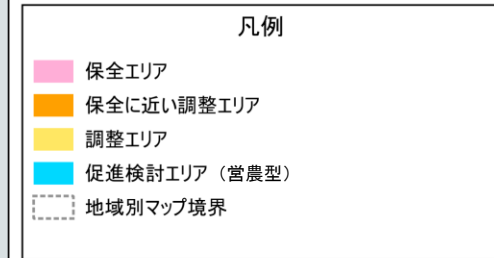 凡例
保全エリア
保全に近い調整エリア
調整エリア
促進検討エリア（営農型）
地域別マップ境界